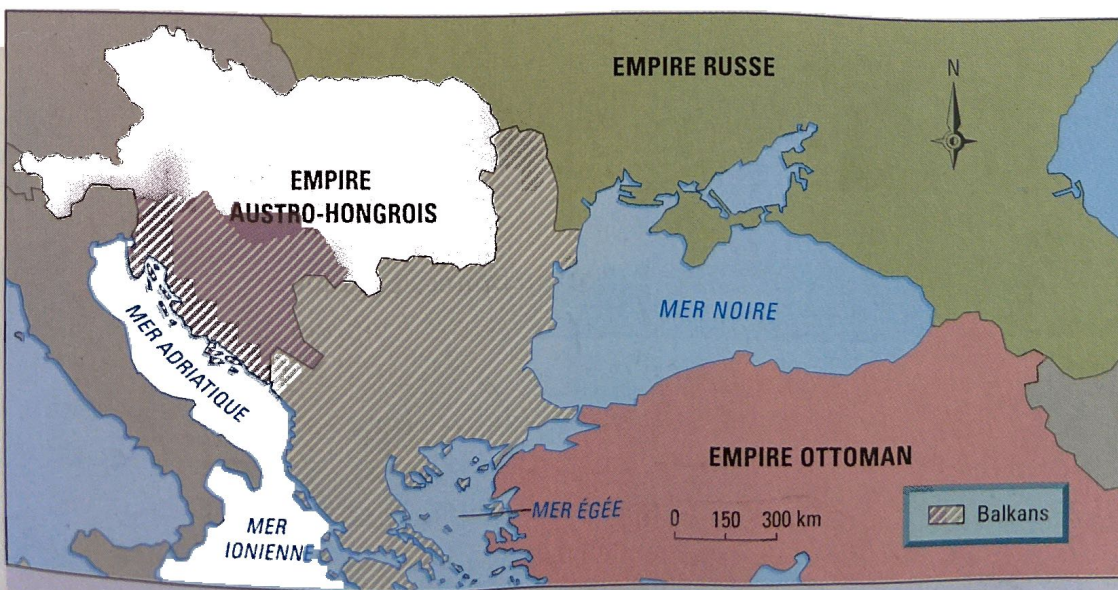 EMPIRE RUSSE
N
EMPIRE
AUSTRO-HONGROIS
MER NOIRE
MER ADRIATIQUE
EMPIRE OTTOMAN
MER ÉGÉE
0 150 300 km
Balkans
MER
IONIENNE